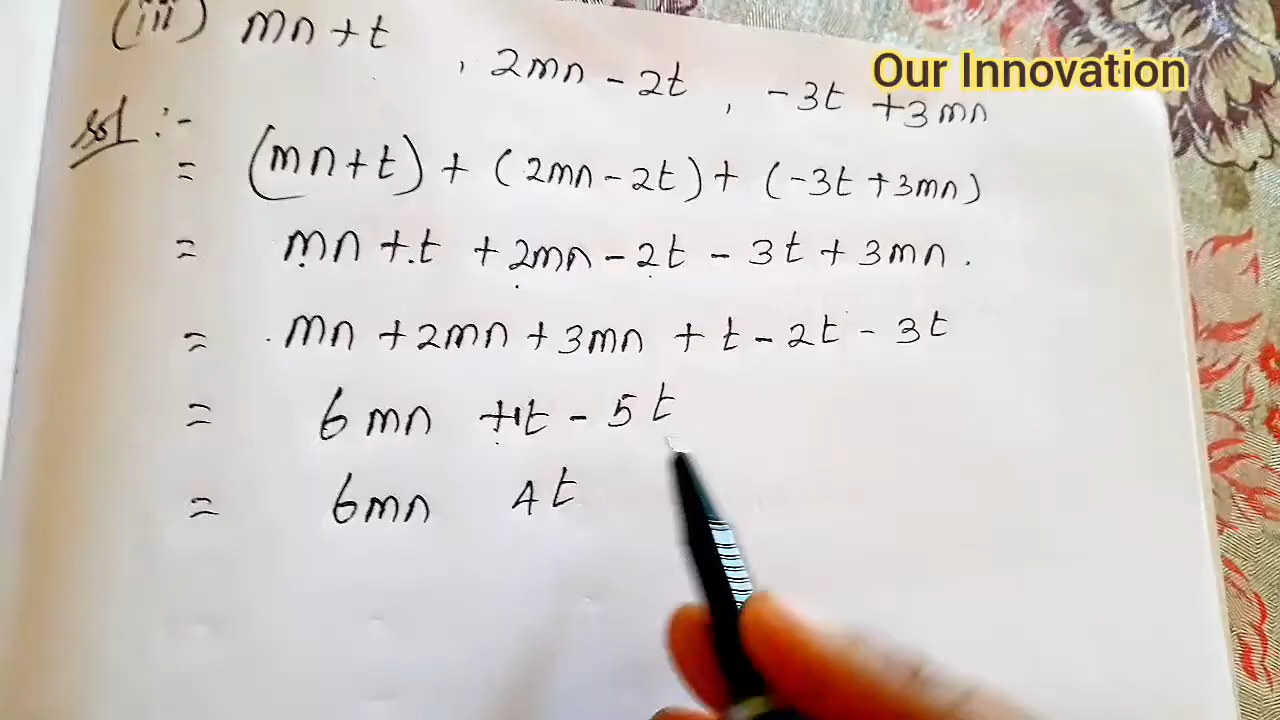 (iii) mn + t , 2mn - 2t , -3t + 3mn
Our Innovation
Sol :-
= (mn + t) + (2mn - 2t) + (-3t + 3mn)
= mn + t + 2mn - 2t - 3t + 3mn .
= mn + 2mn + 3mn + t - 2t - 3t
= 6mn + 1t - 5t
= 6mn 4t